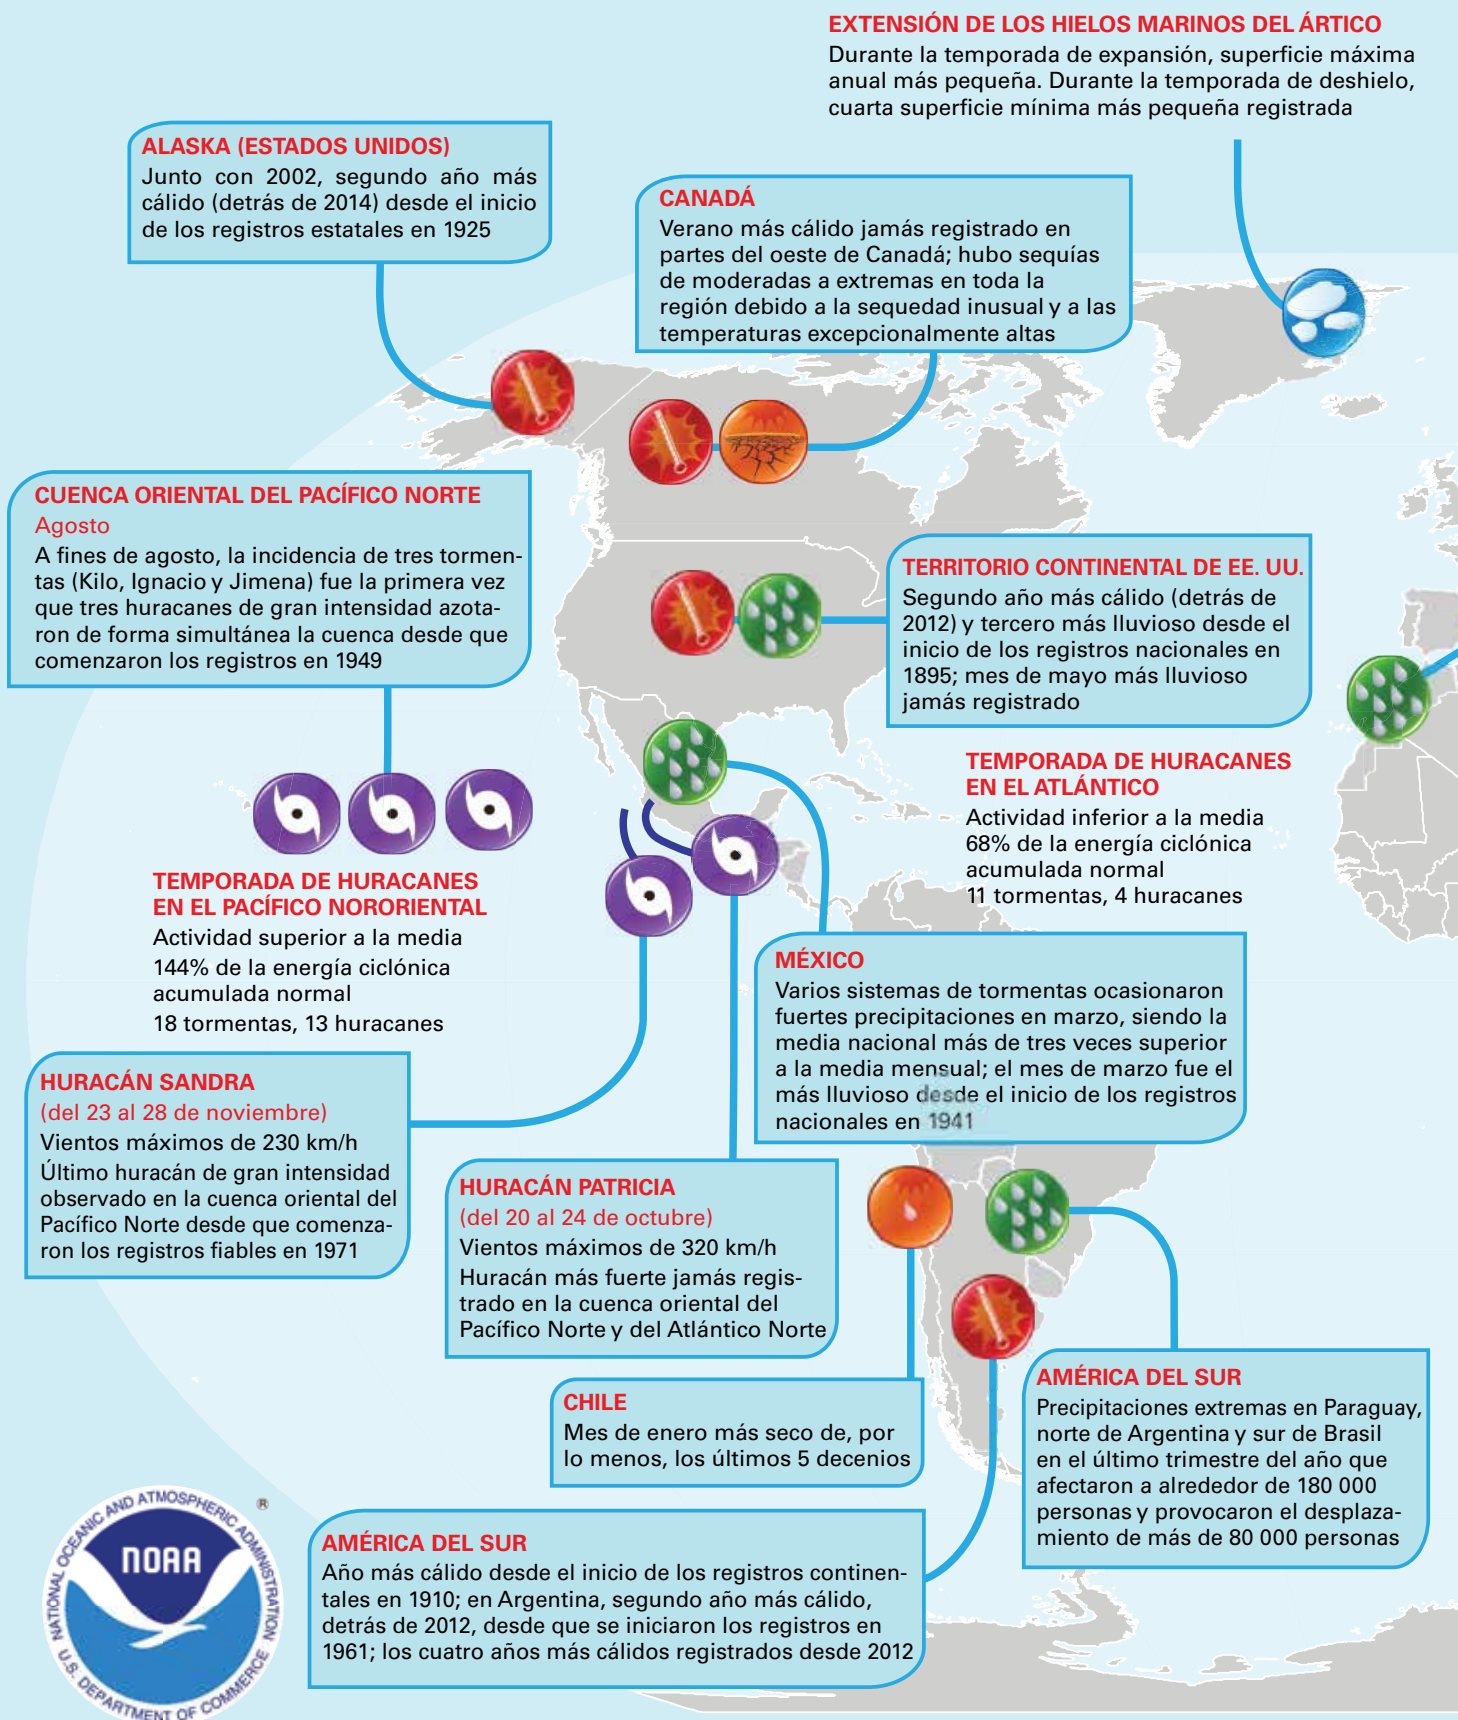 EXTENSIÓN DE LOS HIELOS MARINOS DEL ÁRTICO
Durante la temporada de expansión, superficie máxima
anual más pequeña. Durante la temporada de deshielo,
cuarta superficie mínima más pequeña registrada
ALASKA (ESTADOS UNIDOS)
Junto con 2002, segundo año más
cálido (detrás de 2014) desde el inicio
de los registros estatales en 1925
CANADÁ
Verano más cálido jamás registrado en
partes del oeste de Canadá; hubo sequías
de moderadas a extremas en toda la
región debido a la sequedad inusual y a las
temperaturas excepcionalmente altas
CUENCA ORIENTAL DEL PACÍFICO NORTE
Agosto
A fines de agosto, la incidencia de tres tormen-
tas (Kilo, Ignacio y Jimena) fue la primera vez
que tres huracanes de gran intensidad azota-
ron de forma simultánea la cuenca desde que
comenzaron los registros en 1949
TERRITORIO CONTINENTAL DE EE. UU.
Segundo año más cálido (detrás de
2012) y tercero más lluvioso desde el
inicio de los registros nacionales en
1895; mes de mayo más lluvioso
jamás registrado
TEMPORADA DE HURACANES
EN EL ATLÁNTICO
Actividad inferior a la media
68% de la energía ciclónica
acumulada normal
11 tormentas, 4 huracanes
TEMPORADA DE HURACANES
EN EL PACÍFICO NORORIENTAL
Actividad superior a la media
144% de la energía ciclónica
acumulada normal
18 tormentas, 13 huracanes
MÉXICO
Varios sistemas de tormentas ocasionaron
fuertes precipitaciones en marzo, siendo la
media nacional más de tres veces superior
a la media mensual; el mes de marzo fue el
más lluvioso desde el inicio de los registros
nacionales en 1941
HURACÁN SANDRA
(del 23 al 28 de noviembre)
Vientos máximos de 230 km/h
Último huracán de gran intensidad
observado en la cuenca oriental del
Pacífico Norte desde que comenza-
ron los registros fiables en 1971
HURACÁN PATRICIA
(del 20 al 24 de octubre)
Vientos máximos de 320 km/h
Huracán más fuerte jamás regis-
trado en la cuenca oriental del
Pacífico Norte y del Atlántico Norte
CHILE
Mes de enero más seco de, por
lo menos, los últimos 5 decenios
AMÉRICA DEL SUR
Precipitaciones extremas en Paraguay,
norte de Argentina y sur de Brasil
en el último trimestre del año que
afectaron a alrededor de 180 000
personas y provocaron el desplaza-
miento de más de 80 000 personas
AMÉRICA DEL SUR
Año más cálido desde el inicio de los registros continen-
tales en 1910; en Argentina, segundo año más cálido,
detrás de 2012, desde que se iniciaron los registros en
1961; los cuatro años más cálidos registrados desde 2012
NATIONAL OCEANIC AND ATMOSPHERIC ADMINISTRATION
®
NOAA
U.S. DEPARTMENT OF COMMERCE